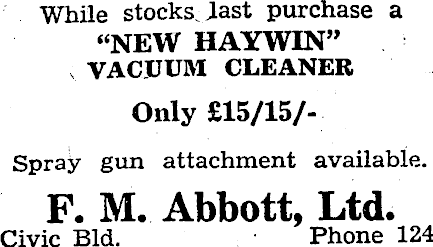 While stocks last purchase a
"NEW HAYWIN"
VACUUM CLEANER
Only £15/15/-
Spray gun attachment available.
F. M. Abbott, Ltd.
Civic Bld. Phone 124